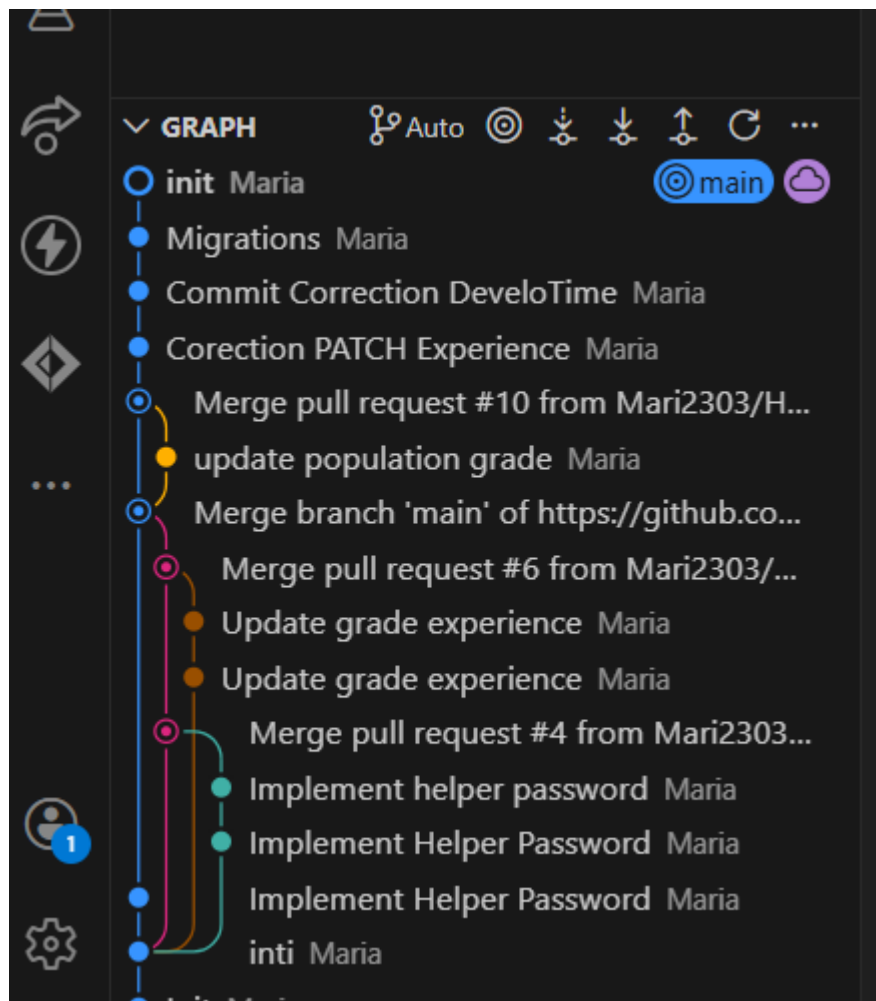 GRAPH Auto
init Maria main
Migrations Maria
Commit Correction DeveloTime Maria
Corection PATCH Experience Maria
Merge pull request #10 from Mari2303/H...
update population grade Maria
Merge branch 'main' of https://github.co...
Merge pull request #6 from Mari2303/...
Update grade experience Maria
Update grade experience Maria
Merge pull request #4 from Mari2303...
Implement helper password Maria
1
Implement Helper Password Maria
Implement Helper Password Maria
inti Maria